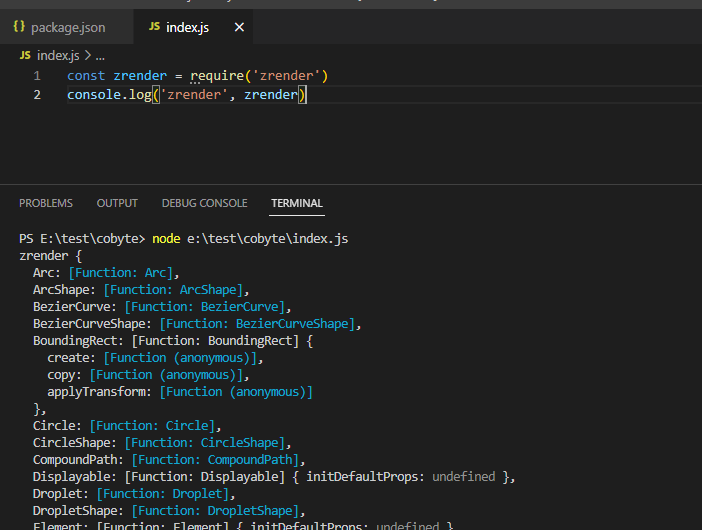 {} package.json JS index.js ×
JS index.js > ...
1 const zrender = require('zrender')
2 console.log('zrender', zrender)
PROBLEMS OUTPUT DEBUG CONSOLE TERMINAL
PS E:\test\cobyte> node e:\test\cobyte\index.js
zrender {
Arc: [Function: Arc],
ArcShape: [Function: ArcShape],
BezierCurve: [Function: BezierCurve],
BezierCurveShape: [Function: BezierCurveShape],
BoundingRect: [Function: BoundingRect] {
create: [Function (anonymous)],
copy: [Function (anonymous)],
applyTransform: [Function (anonymous)]
},
Circle: [Function: Circle],
CircleShape: [Function: CircleShape],
CompoundPath: [Function: CompoundPath],
Displayable: [Function: Displayable] { initDefaultProps: undefined },
Droplet: [Function: Droplet],
DropletShape: [Function: DropletShape],
Element: [Function: Element] { initDefaultProps: undefined }